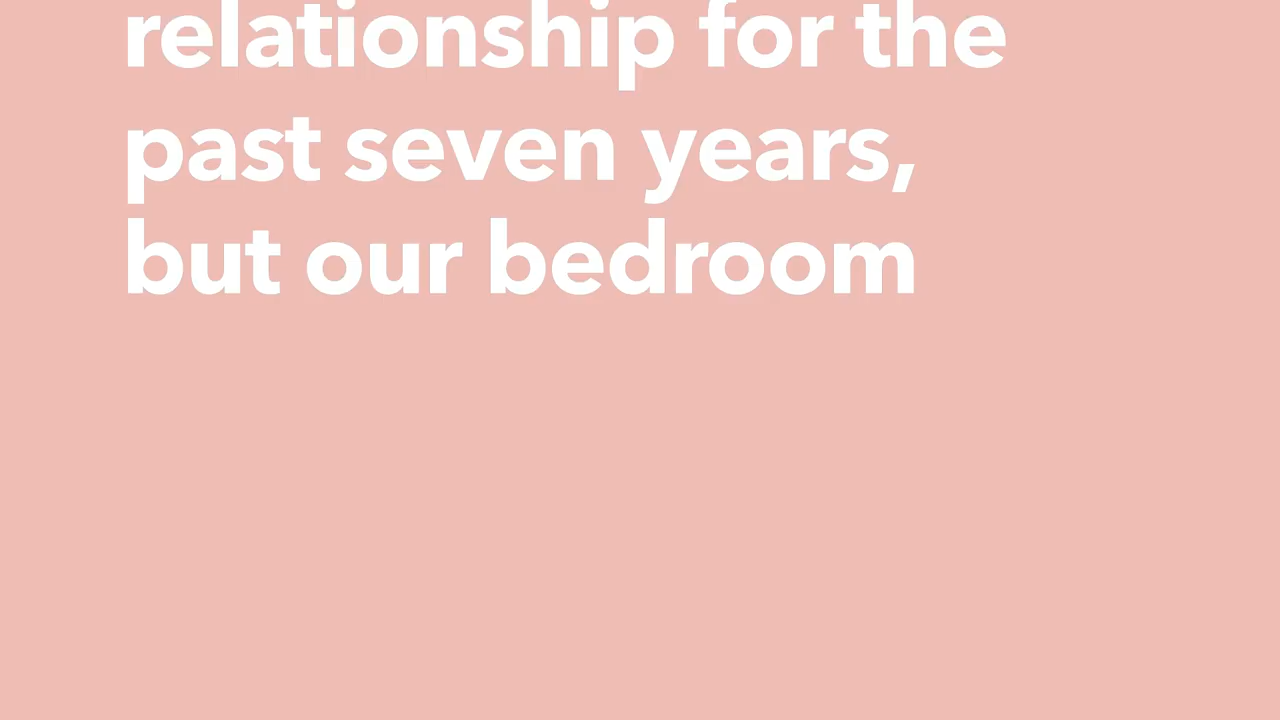 relationship for the
past seven years,
but our bedroom